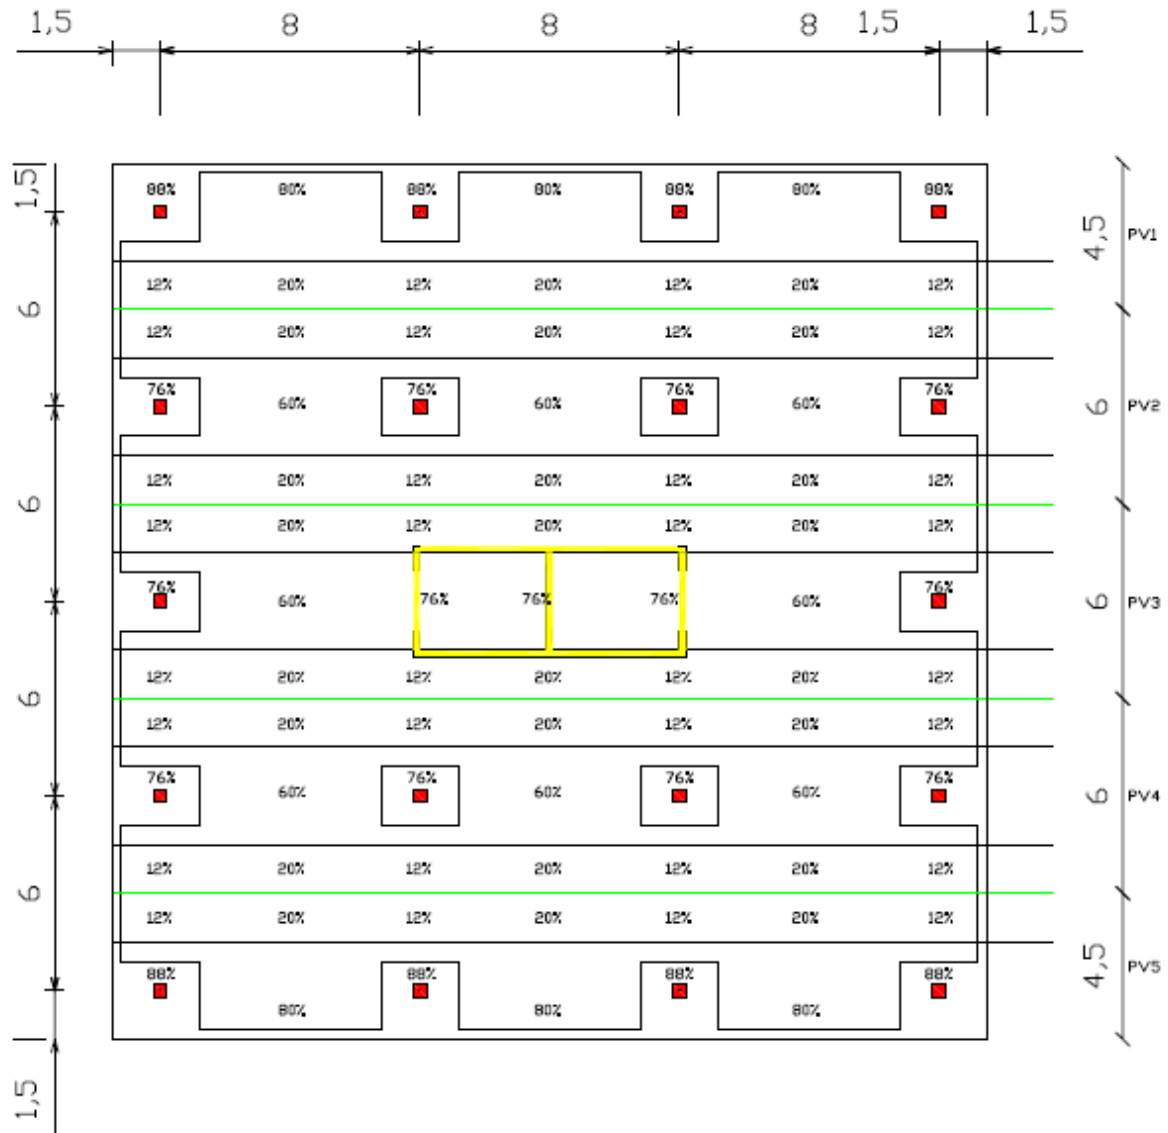 1,5 8 8 8 1,5 1,5
1,5
88% 80% 88% 80% 88% 80% 88%
4,5 PV1
12% 20% 12% 20% 12% 20% 12%
6
12% 20% 12% 20% 12% 20% 12%
76% 60% 76% 60% 76% 60% 76%
6 PV2
12% 20% 12% 20% 12% 20% 12%
6
12% 20% 12% 20% 12% 20% 12%
76% 60% 76% 76% 76% 60% 76%
6 PV3
12% 20% 12% 20% 12% 20% 12%
6
12% 20% 12% 20% 12% 20% 12%
76% 60% 76% 60% 76% 60% 76%
6 PV4
12% 20% 12% 20% 12% 20% 12%
6
12% 20% 12% 20% 12% 20% 12%
4,5 PV5
88% 80% 88% 80% 88% 80% 88%
1,5